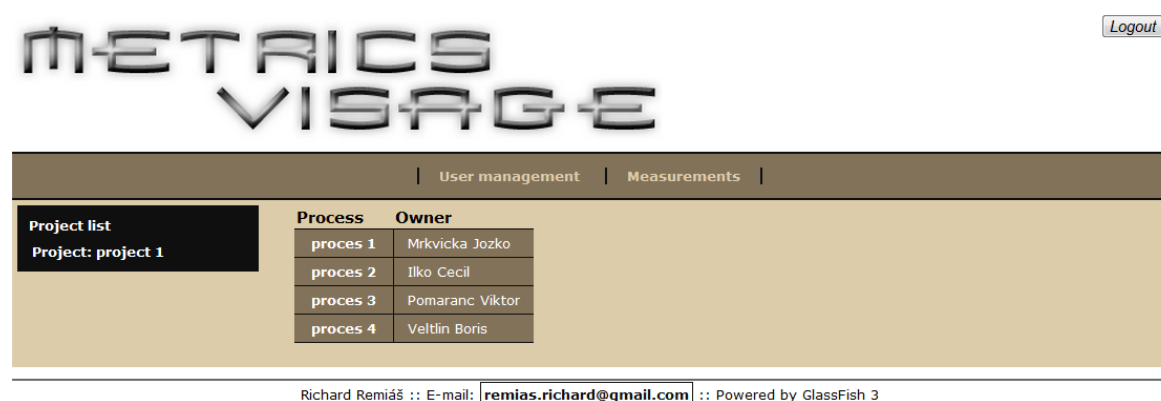 METRICS
VISAGE
Logout
| User management | Measurements |
Project list
Project: project 1
Process Owner
proces 1 Mrkvicka Jozko
proces 2 Ilko Cecil
proces 3 Pomaranc Viktor
proces 4 Veltlin Boris
Richard Remiáš :: E-mail: remias.richard@gmail.com :: Powered by GlassFish 3